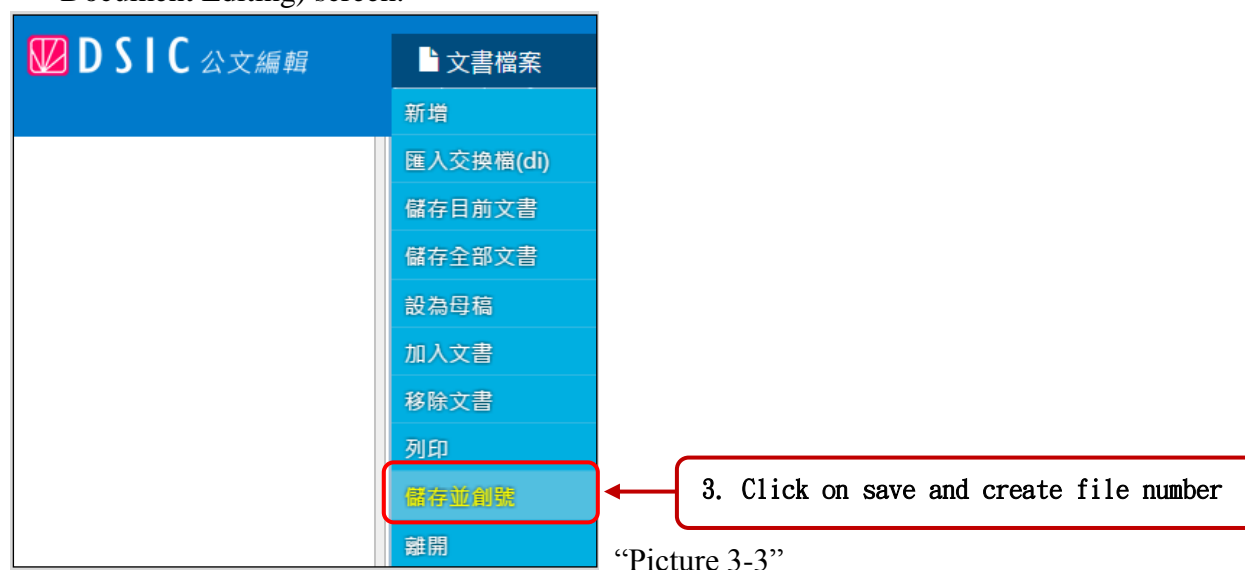 Document Editing) screen.
DSIC 公文編輯
文書檔案
新增
匯入交換檔(di)
儲存目前文書
儲存全部文書
設為母稿
加入文書
移除文書
列印
儲存並創號
3. Click on save and create file number
離開
“Picture 3-3”